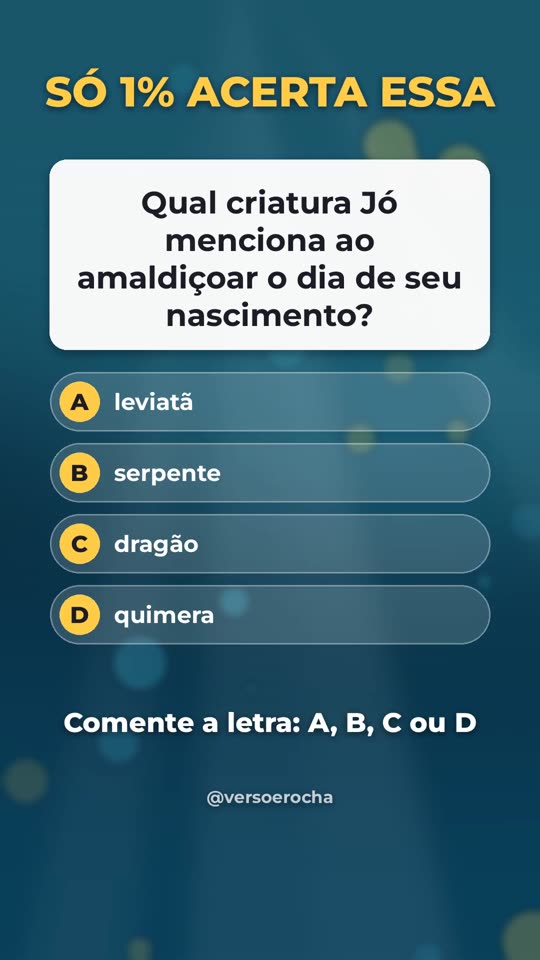 SÓ 1% ACERTA ESSA
Qual criatura Jó
menciona ao
amaldiçoar o dia de seu
nascimento?
A leviatã
B serpente
C dragão
D quimera
Comente a letra: A, B, C ou D
@versoerocha